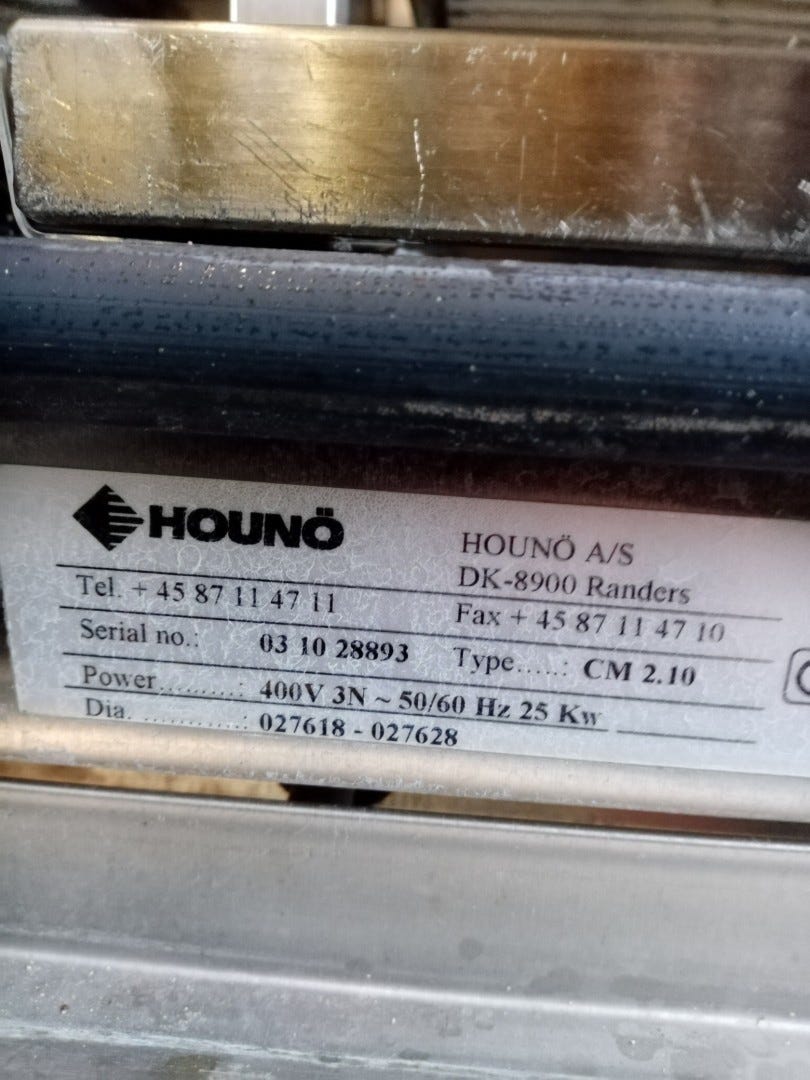 HOUNÖ
HOUNÖ A/S
DK-8900 Randers
Tel. + 45 87 11 47 11 Fax + 45 87 11 47 10
Serial no.: 03 10 28893 Type.....: CM 2.10
Power.........: 400V 3N ~ 50/60 Hz 25 Kw
Dia. ...........: 027618 - 027628